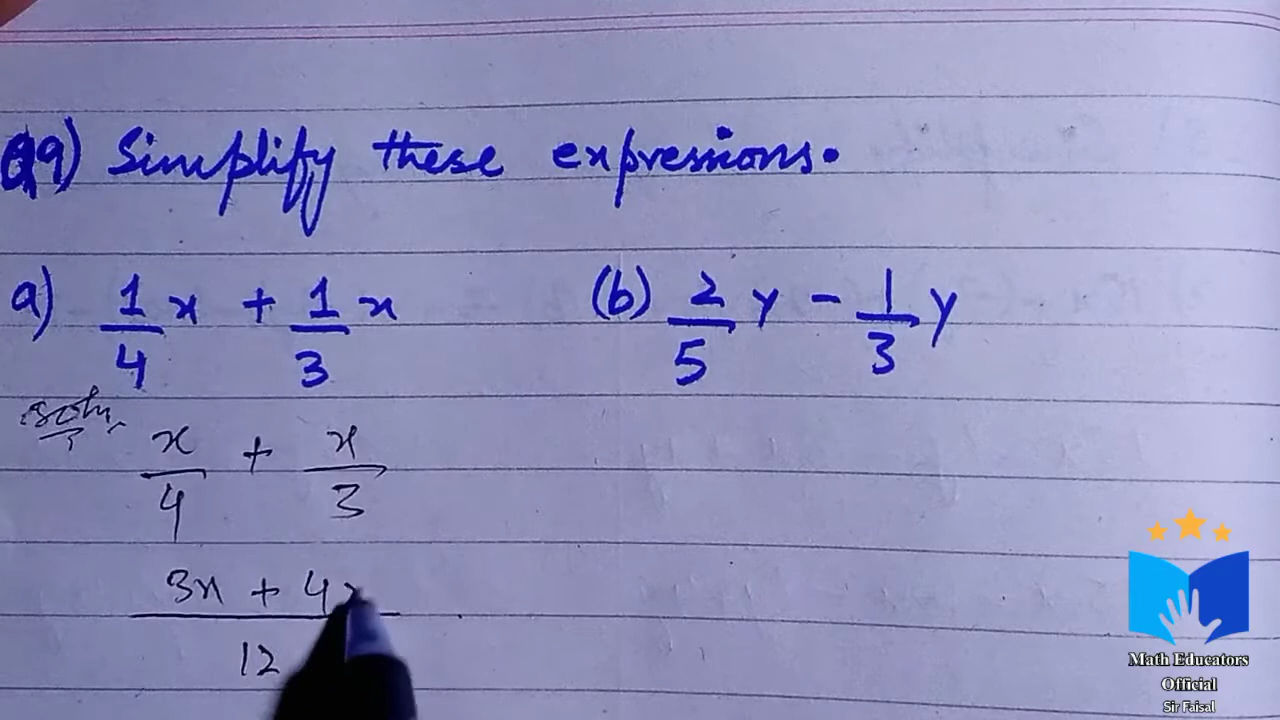 Q9) Simplify these expressions.
a) 1/4 x + 1/3 x (b) 2/5 y - 1/3 y
soln
x/4 + x/3
3x + 4x
12
Math Educators
Official
Sir Faisal